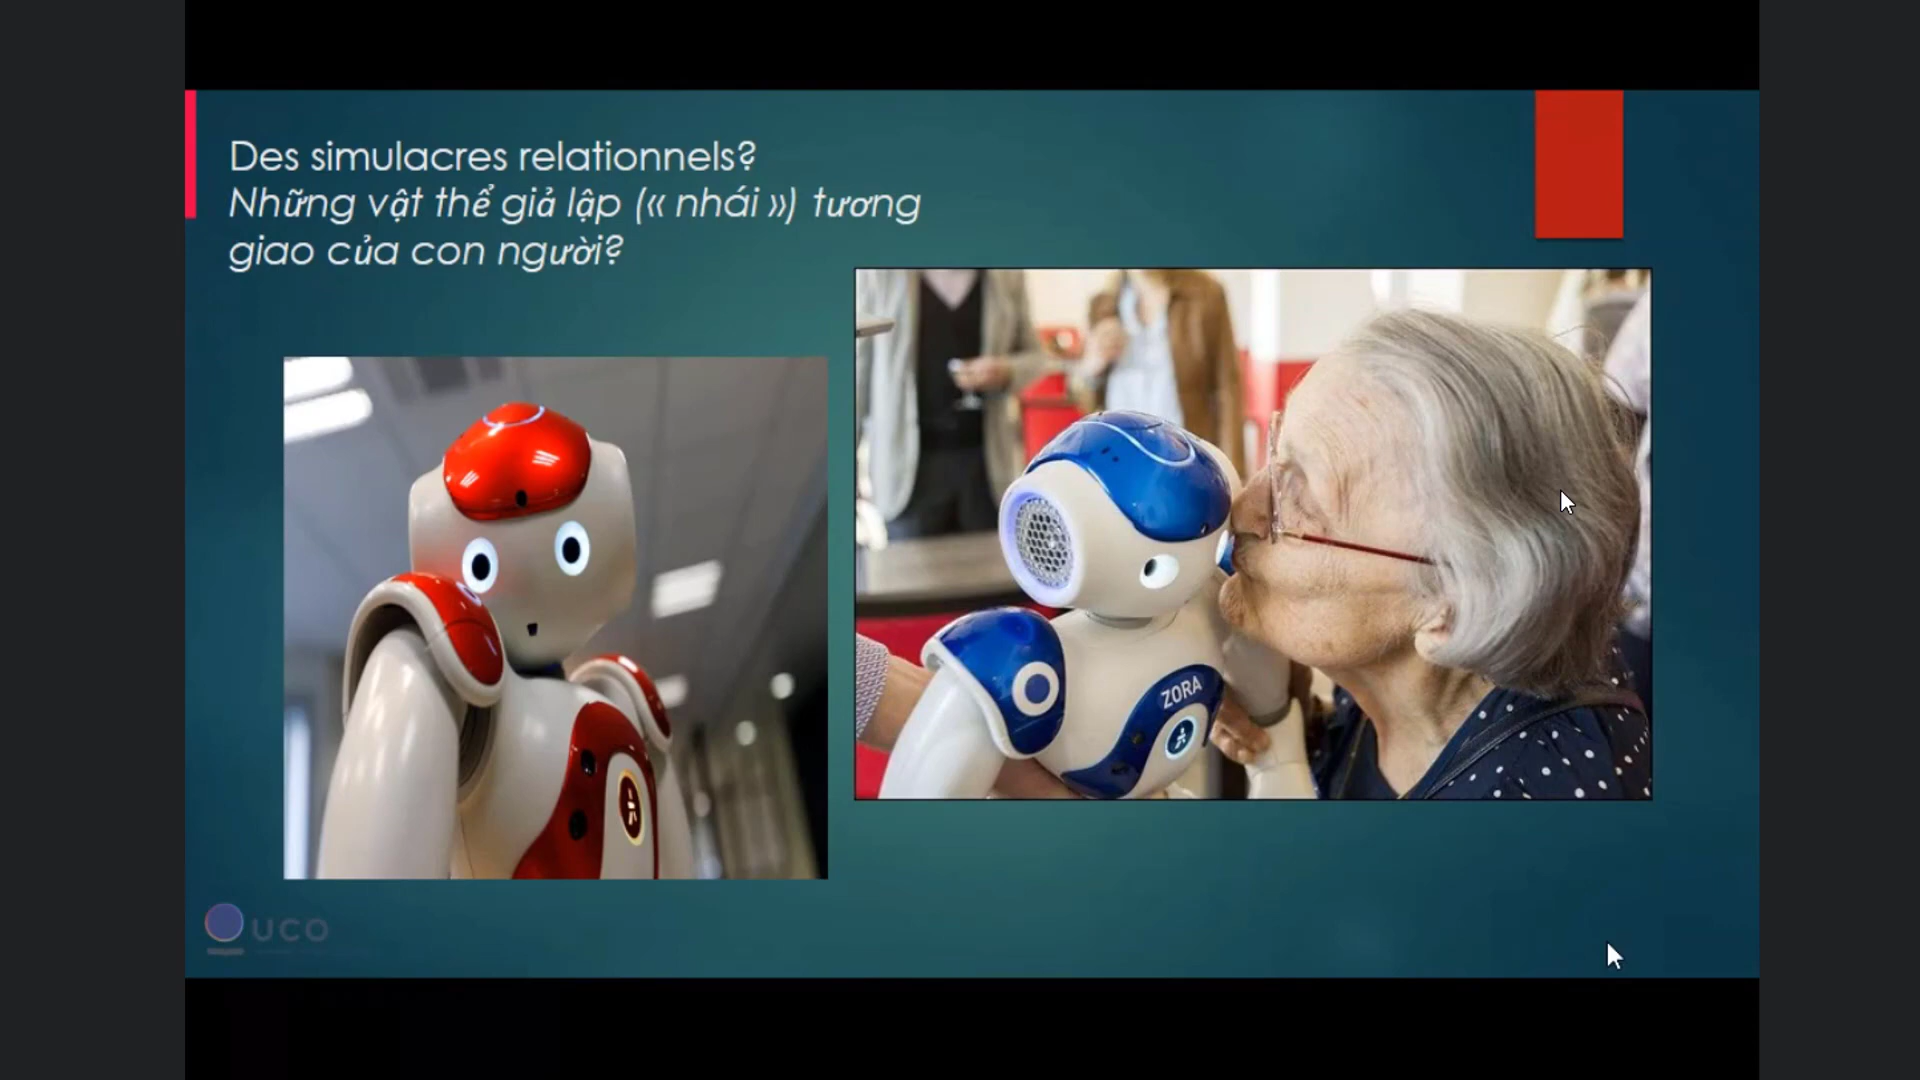 Des simulacres relationnels?
Những vật thể giả lập (« nhái ») tương
giao của con người?
ZORA
UCO